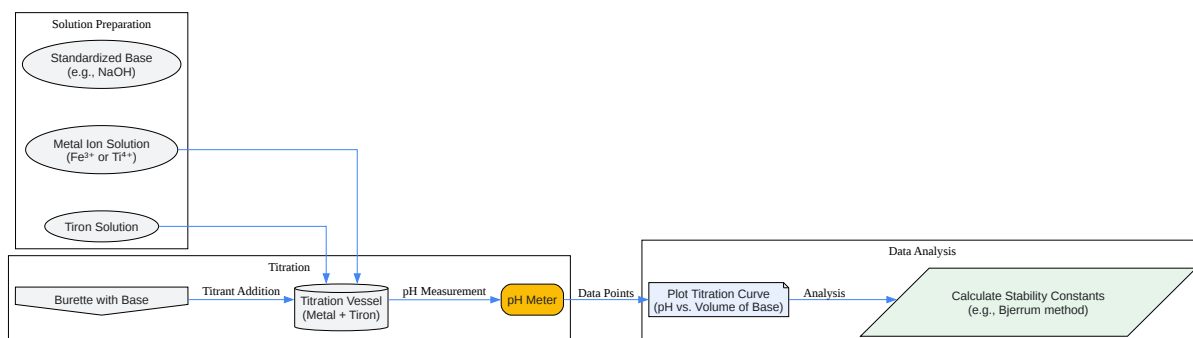 Solution Preparation
Standardized Base
(e.g., NaOH)
Metal Ion Solution
(Fe³⁺ or Ti⁴⁺)
Tiron Solution
Titration
Burette with Base
Titrant Addition
Titration Vessel
(Metal + Tiron)
pH Measurement
pH Meter
Data Points
Data Analysis
Plot Titration Curve
(pH vs. Volume of Base)
Analysis
Calculate Stability Constants
(e.g., Bjerrum method)